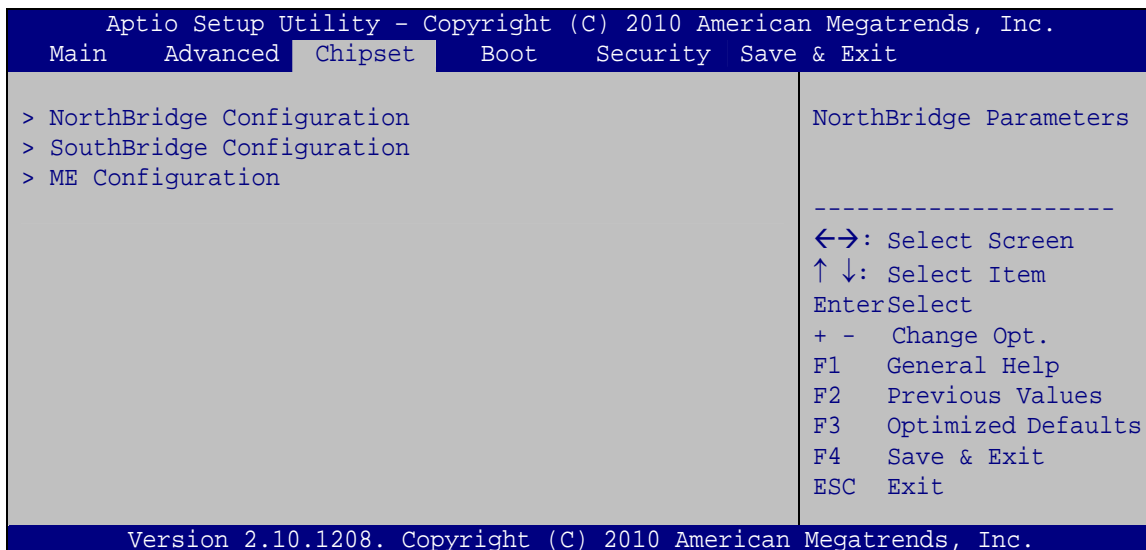 Aptio Setup Utility – Copyright (C) 2010 American Megatrends, Inc.
Main Advanced Chipset Boot Security Save & Exit
> NorthBridge Configuration
> SouthBridge Configuration
> ME Configuration
NorthBridge Parameters
---------------------
←→: Select Screen
↑ ↓: Select Item
EnterSelect
+ - Change Opt.
F1 General Help
F2 Previous Values
F3 Optimized Defaults
F4 Save & Exit
ESC Exit
Version 2.10.1208. Copyright (C) 2010 American Megatrends, Inc.